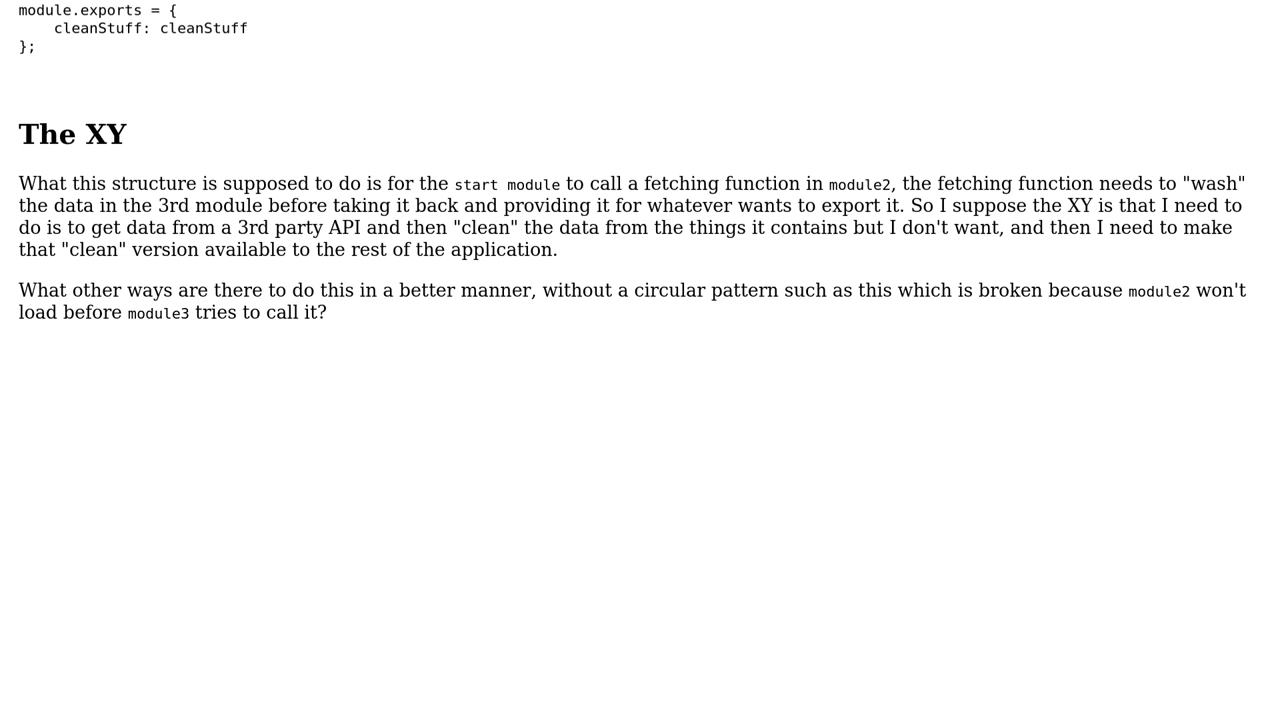 module.exports = {
    cleanStuff: cleanStuff
};
The XY
What this structure is supposed to do is for the start module to call a fetching function in module2, the fetching function needs to "wash"
the data in the 3rd module before taking it back and providing it for whatever wants to export it. So I suppose the XY is that I need to
do is to get data from a 3rd party API and then "clean" the data from the things it contains but I don't want, and then I need to make
that "clean" version available to the rest of the application.
What other ways are there to do this in a better manner, without a circular pattern such as this which is broken because module2 won't
load before module3 tries to call it?